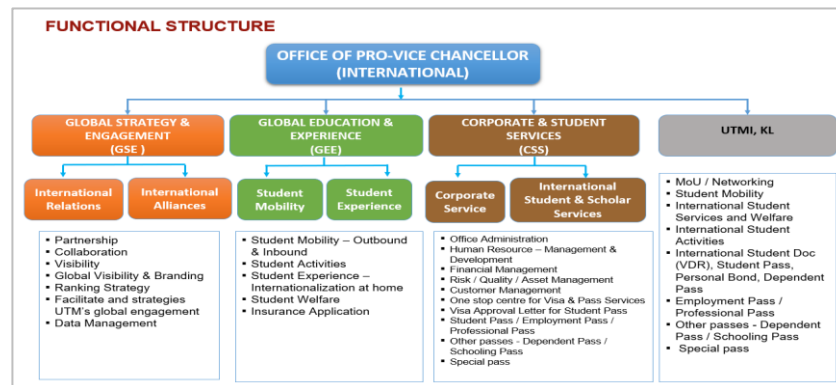 FUNCTIONAL STRUCTURE
OFFICE OF PRO-VICE CHANCELLOR
(INTERNATIONAL)
GLOBAL STRATEGY &
ENGAGEMENT
(GSE )
GLOBAL EDUCATION &
EXPERIENCE
(GEE)
CORPORATE & STUDENT
SERVICES
(CSS)
UTMI, KL
International
Relations
International
Alliances
Student
Mobility
Student
Experience
Corporate
Service
International
Student & Scholar
Services
▪ Partnership
▪ Collaboration
▪ Visibility
▪ Global Visibility & Branding
▪ Ranking Strategy
▪ Facilitate and strategies
UTM's global engagement
▪ Data Management
▪ Student Mobility – Outbound
& Inbound
▪ Student Activities
▪ Student Experience –
Internationalization at home
▪ Student Welfare
▪ Insurance Application
▪ Office Administration
▪ Human Resource – Management &
Development
▪ Financial Management
▪ Risk / Quality / Asset Management
▪ Customer Management
▪ One stop centre for Visa & Pass Services
▪ Visa Approval Letter for Student Pass
▪ Student Pass / Employment Pass /
Professional Pass
▪ Other passes - Dependent Pass /
Schooling Pass
▪ Special pass
▪ MoU / Networking
▪ Student Mobility
▪ International Student
Services and Welfare
▪ International Student
Activities
▪ International Student Doc
(VDR), Student Pass,
Personal Bond, Dependent
Pass
▪ Employment Pass /
Professional Pass
▪ Other passes - Dependent
Pass / Schooling Pass
▪ Special pass